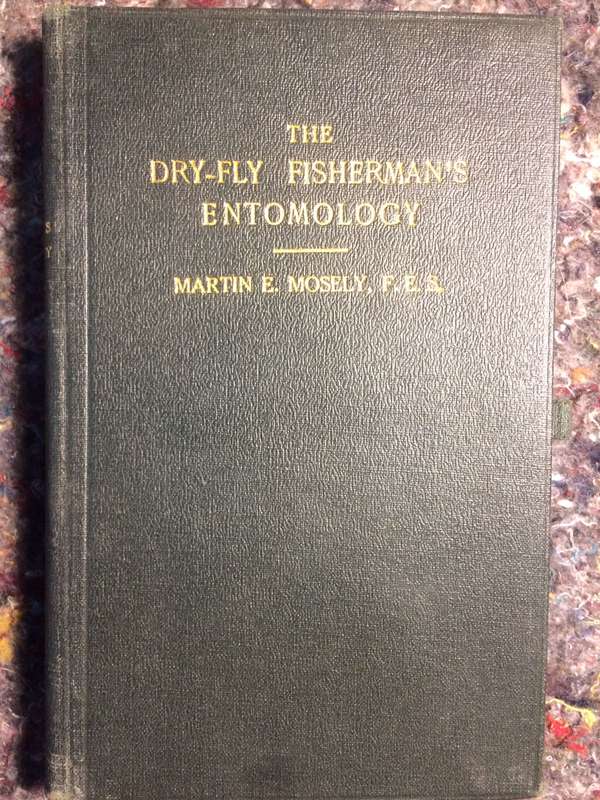 THE
DRY-FLY FISHERMAN'S
ENTOMOLOGY
MARTIN E. MOSELY, F.E.S.
S
Y